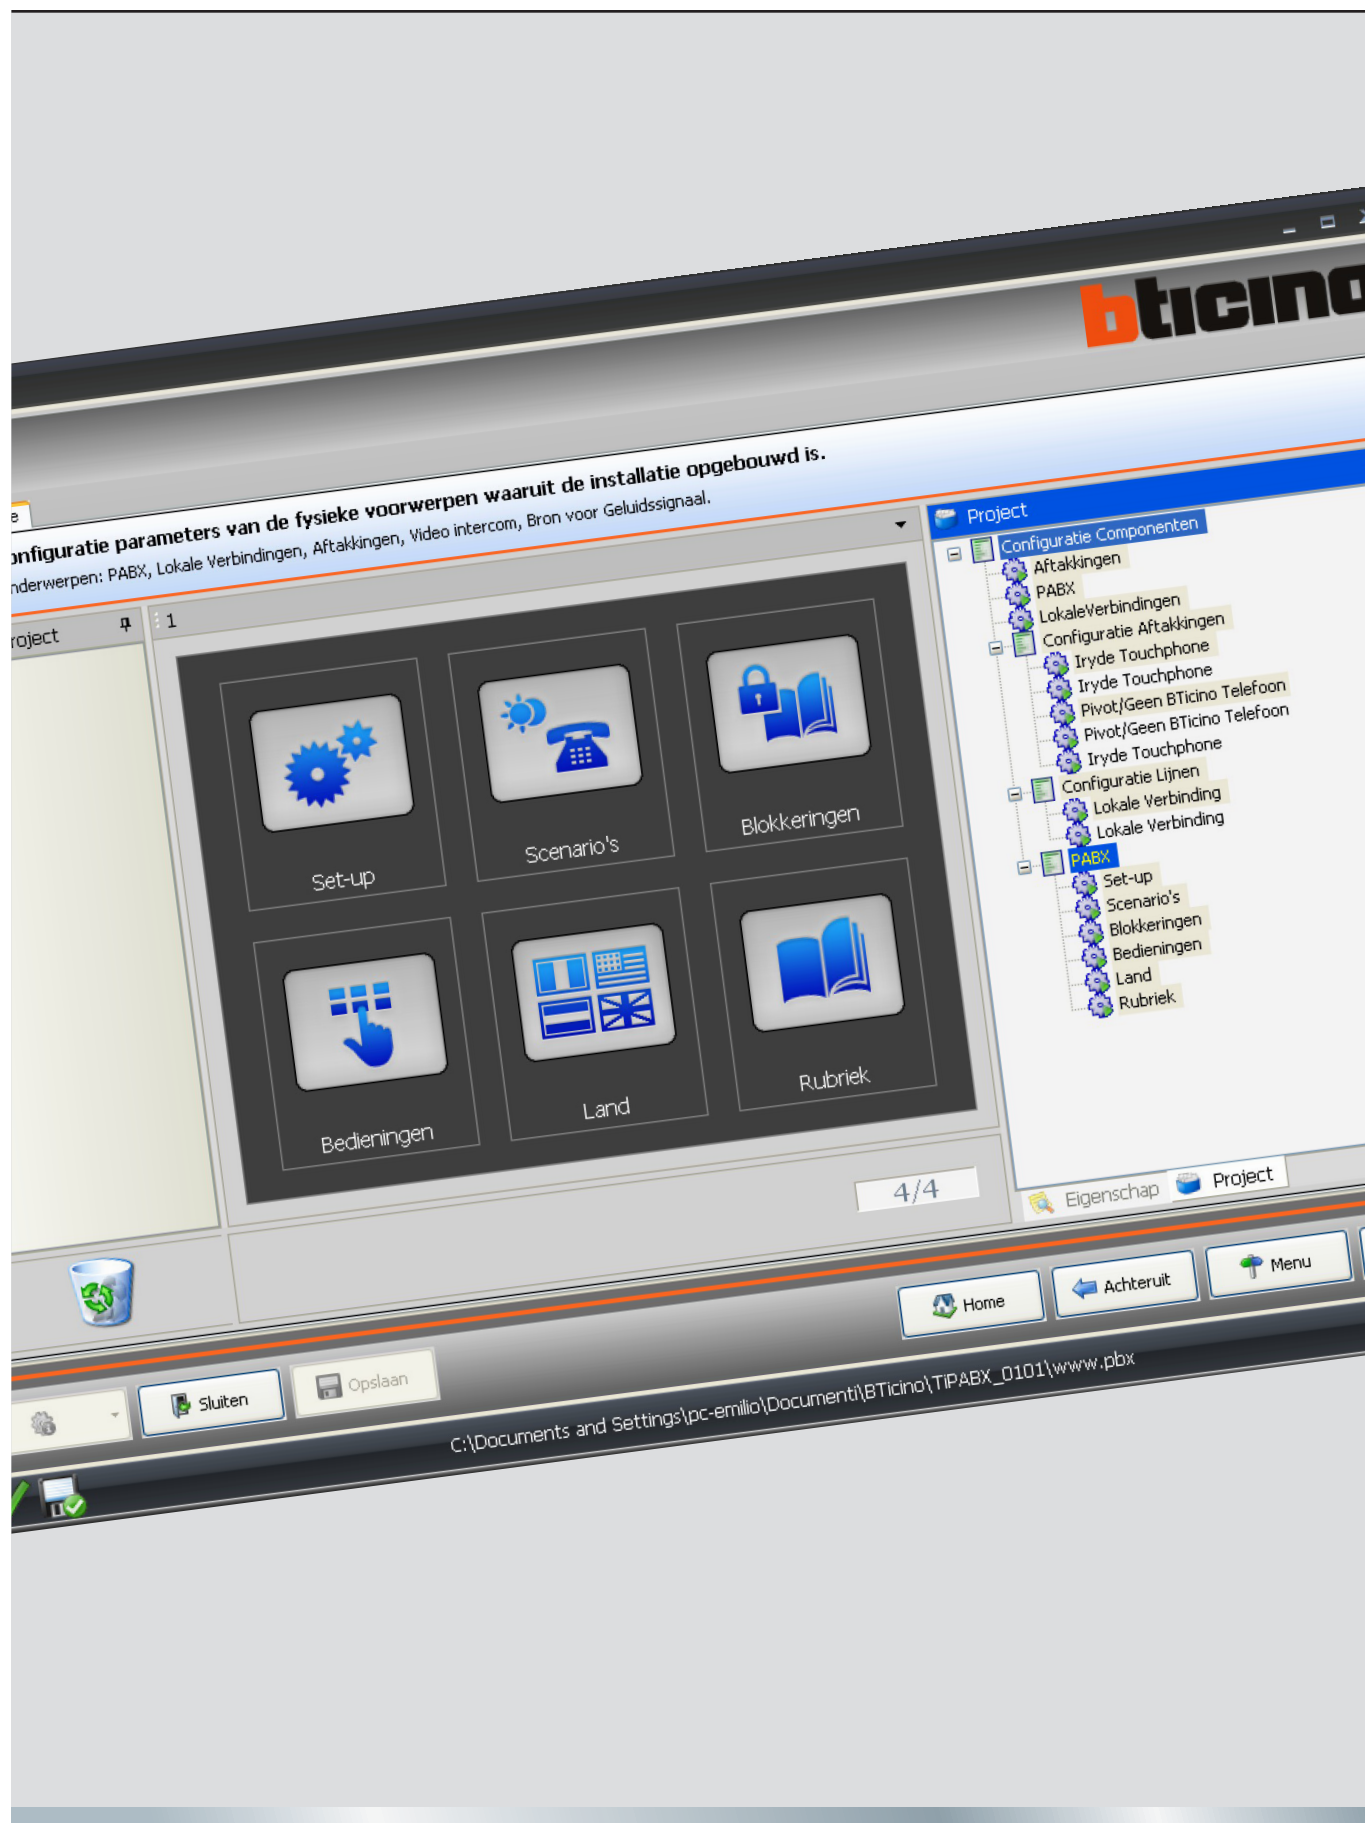 bticino
onfiguratie parameters van de fysieke voorwerpen waaruit de installatie opgebouwd is.
nderwerpen: PABX, Lokale Verbindingen, Aftakkingen, Video intercom, Bron voor Geluidssignaal.
roject
1
Set-up
Scenario's
Blokkeringen
Bedieningen
Land
Rubriek
4/4
Project
Configuratie Componenten
Aftakkingen
PABX
LokaleVerbindingen
Configuratie Aftakkingen
Iryde Touchphone
Iryde Touchphone
Pivot/Geen BTicino Telefoon
Pivot/Geen BTicino Telefoon
Iryde Touchphone
Configuratie Lijnen
Lokale Verbinding
Lokale Verbinding
PABX
Set-up
Scenario's
Blokkeringen
Bedieningen
Land
Rubriek
Eigenschap
Project
Sluiten
Opslaan
Home
Achteruit
Menu
C:\Documents and Settings\pc-emilio\Documenti\BTicino\TiPABX_0101\www.pbx